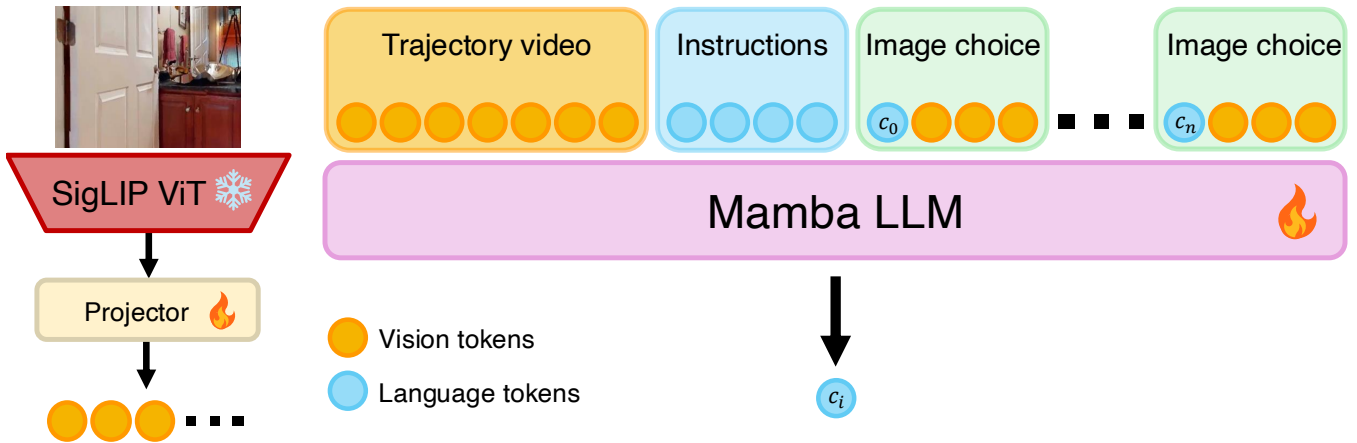 SigLIP ViT
Projector
Trajectory video
Instructions
Image choice
Image choice
c₀
cₙ
Mamba LLM
Vision tokens
Language tokens
cᵢ